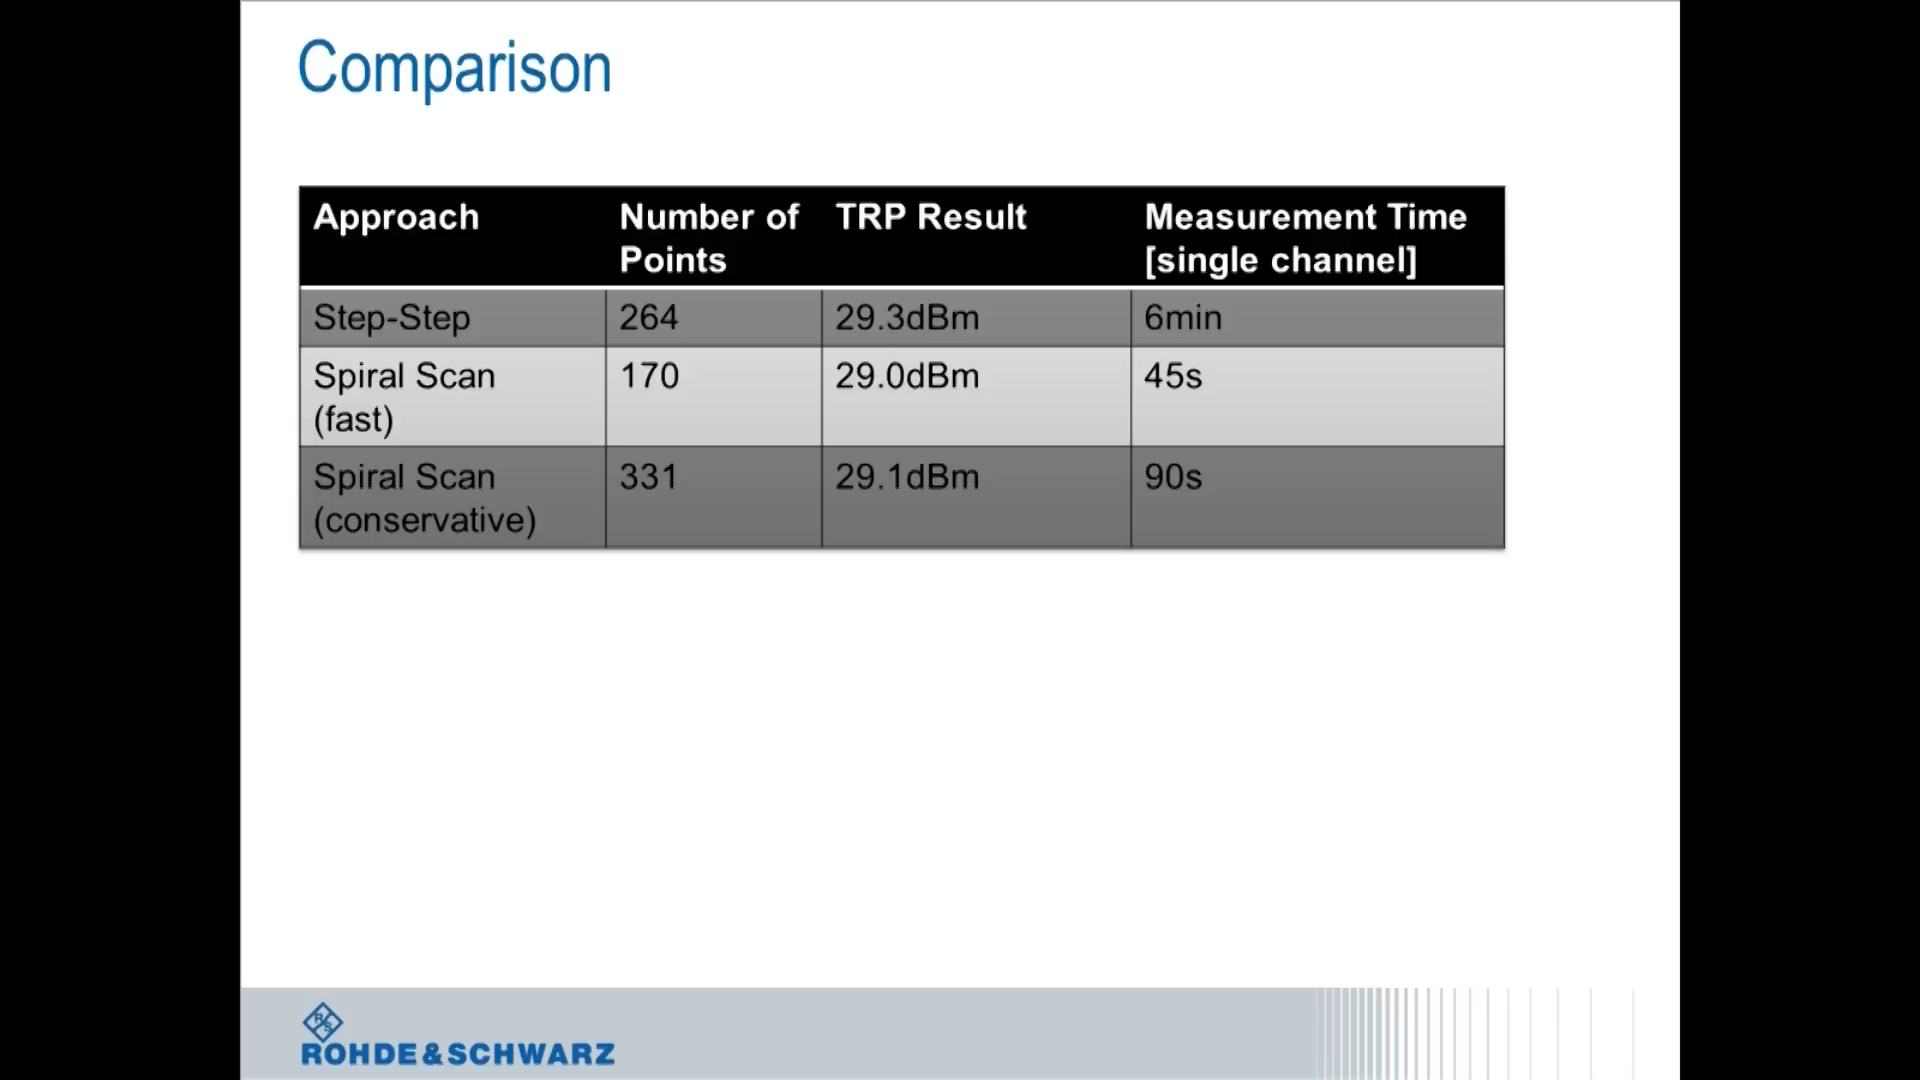 Comparison
Approach
Number of
Points
TRP Result
Measurement Time
[single channel]
Step-Step
264
29.3dBm
6min
Spiral Scan
(fast)
170
29.0dBm
45s
Spiral Scan
(conservative)
331
29.1dBm
90s
RS
ROHDE&SCHWARZ